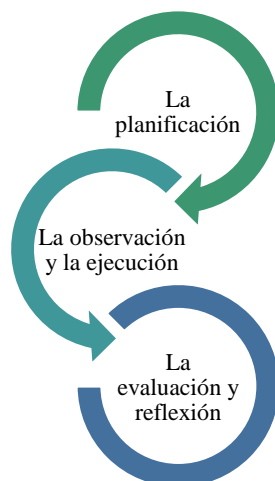 La
planificación
La observación
y la ejecución
La
evaluación y
reflexión